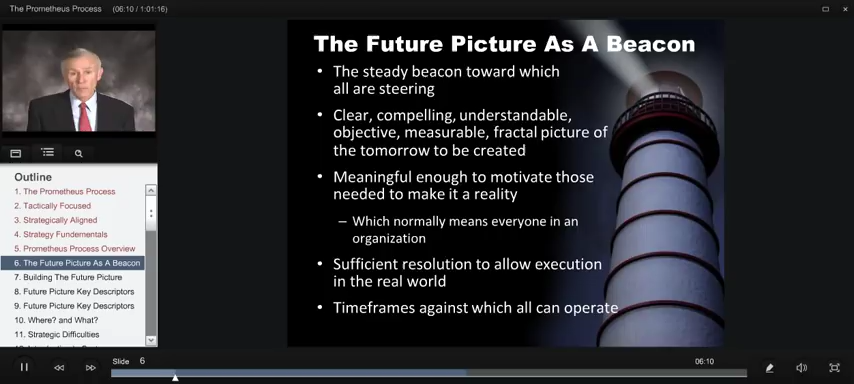 The Prometheus Process (06:10 / 1:01:16)
The Future Picture As A Beacon
• The steady beacon toward which
all are steering
• Clear, compelling, understandable,
objective, measurable, fractal picture of
the tomorrow to be created
• Meaningful enough to motivate those
needed to make it a reality
– Which normally means everyone in an
organization
• Sufficient resolution to allow execution
in the real world
• Timeframes against which all can operate
Outline
1. The Prometheus Process
2. Tactically Focused
3. Strategically Aligned
4. Strategy Fundamentals
5. Prometheus Process Overview
6. The Future Picture As A Beacon
7. Building The Future Picture
8. Future Picture Key Descriptors
9. Future Picture Key Descriptors
10. Where? and What?
11. Strategic Difficulties
Slide 6
06:10